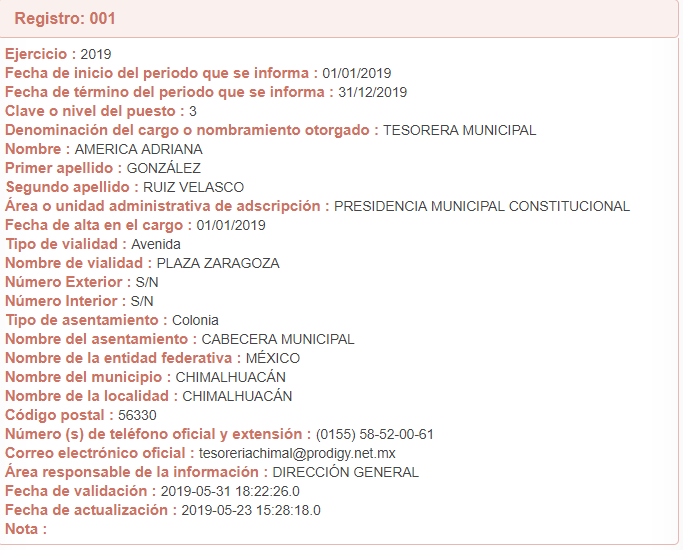 Registro: 001
Ejercicio : 2019
Fecha de inicio del periodo que se informa : 01/01/2019
Fecha de término del periodo que se informa : 31/12/2019
Clave o nivel del puesto : 3
Denominación del cargo o nombramiento otorgado : TESORERA MUNICIPAL
Nombre : AMERICA ADRIANA
Primer apellido : GONZÁLEZ
Segundo apellido : RUIZ VELASCO
Área o unidad administrativa de adscripción : PRESIDENCIA MUNICIPAL CONSTITUCIONAL
Fecha de alta en el cargo : 01/01/2019
Tipo de vialidad : Avenida
Nombre de vialidad : PLAZA ZARAGOZA
Número Exterior : S/N
Número Interior : S/N
Tipo de asentamiento : Colonia
Nombre del asentamiento : CABECERA MUNICIPAL
Nombre de la entidad federativa : MÉXICO
Nombre del municipio : CHIMALHUACÁN
Nombre de la localidad : CHIMALHUACÁN
Código postal : 56330
Número (s) de teléfono oficial y extensión : (0155) 58-52-00-61
Correo electrónico oficial : tesoreriachimal@prodigy.net.mx
Área responsable de la información : DIRECCIÓN GENERAL
Fecha de validación : 2019-05-31 18:22:26.0
Fecha de actualización : 2019-05-23 15:28:18.0
Nota :